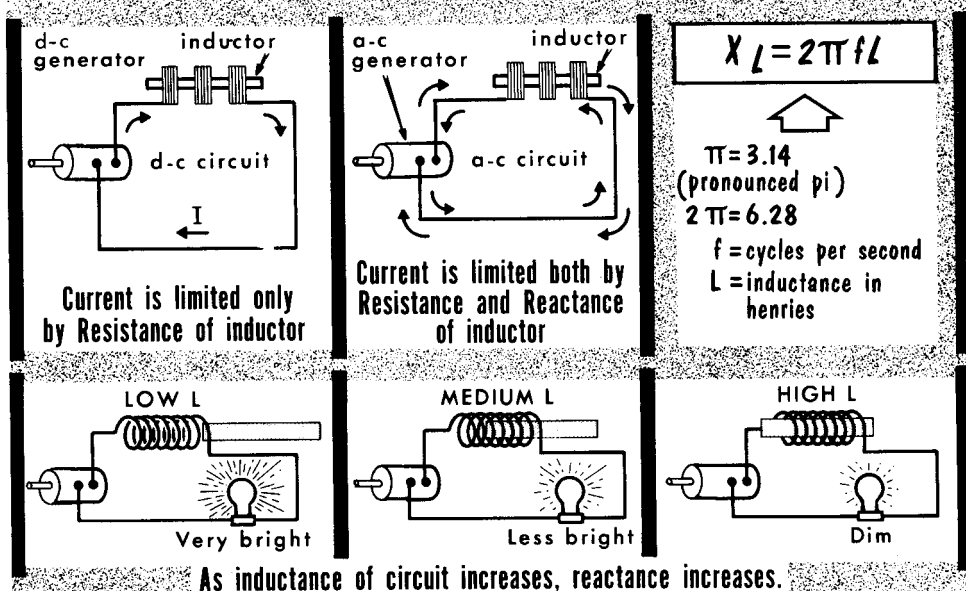 d-c
generator
inductor
d-c circuit
I
Current is limited only
by Resistance of inductor
a-c
generator
inductor
a-c circuit
Current is limited both by
Resistance and Reactance
of inductor
X L = 2 π f L
π = 3.14
(pronounced pi)
2 π = 6.28
f = cycles per second
L = inductance in
henries
LOW L
Very bright
MEDIUM L
Less bright
HIGH L
Dim
As inductance of circuit increases, reactance increases.